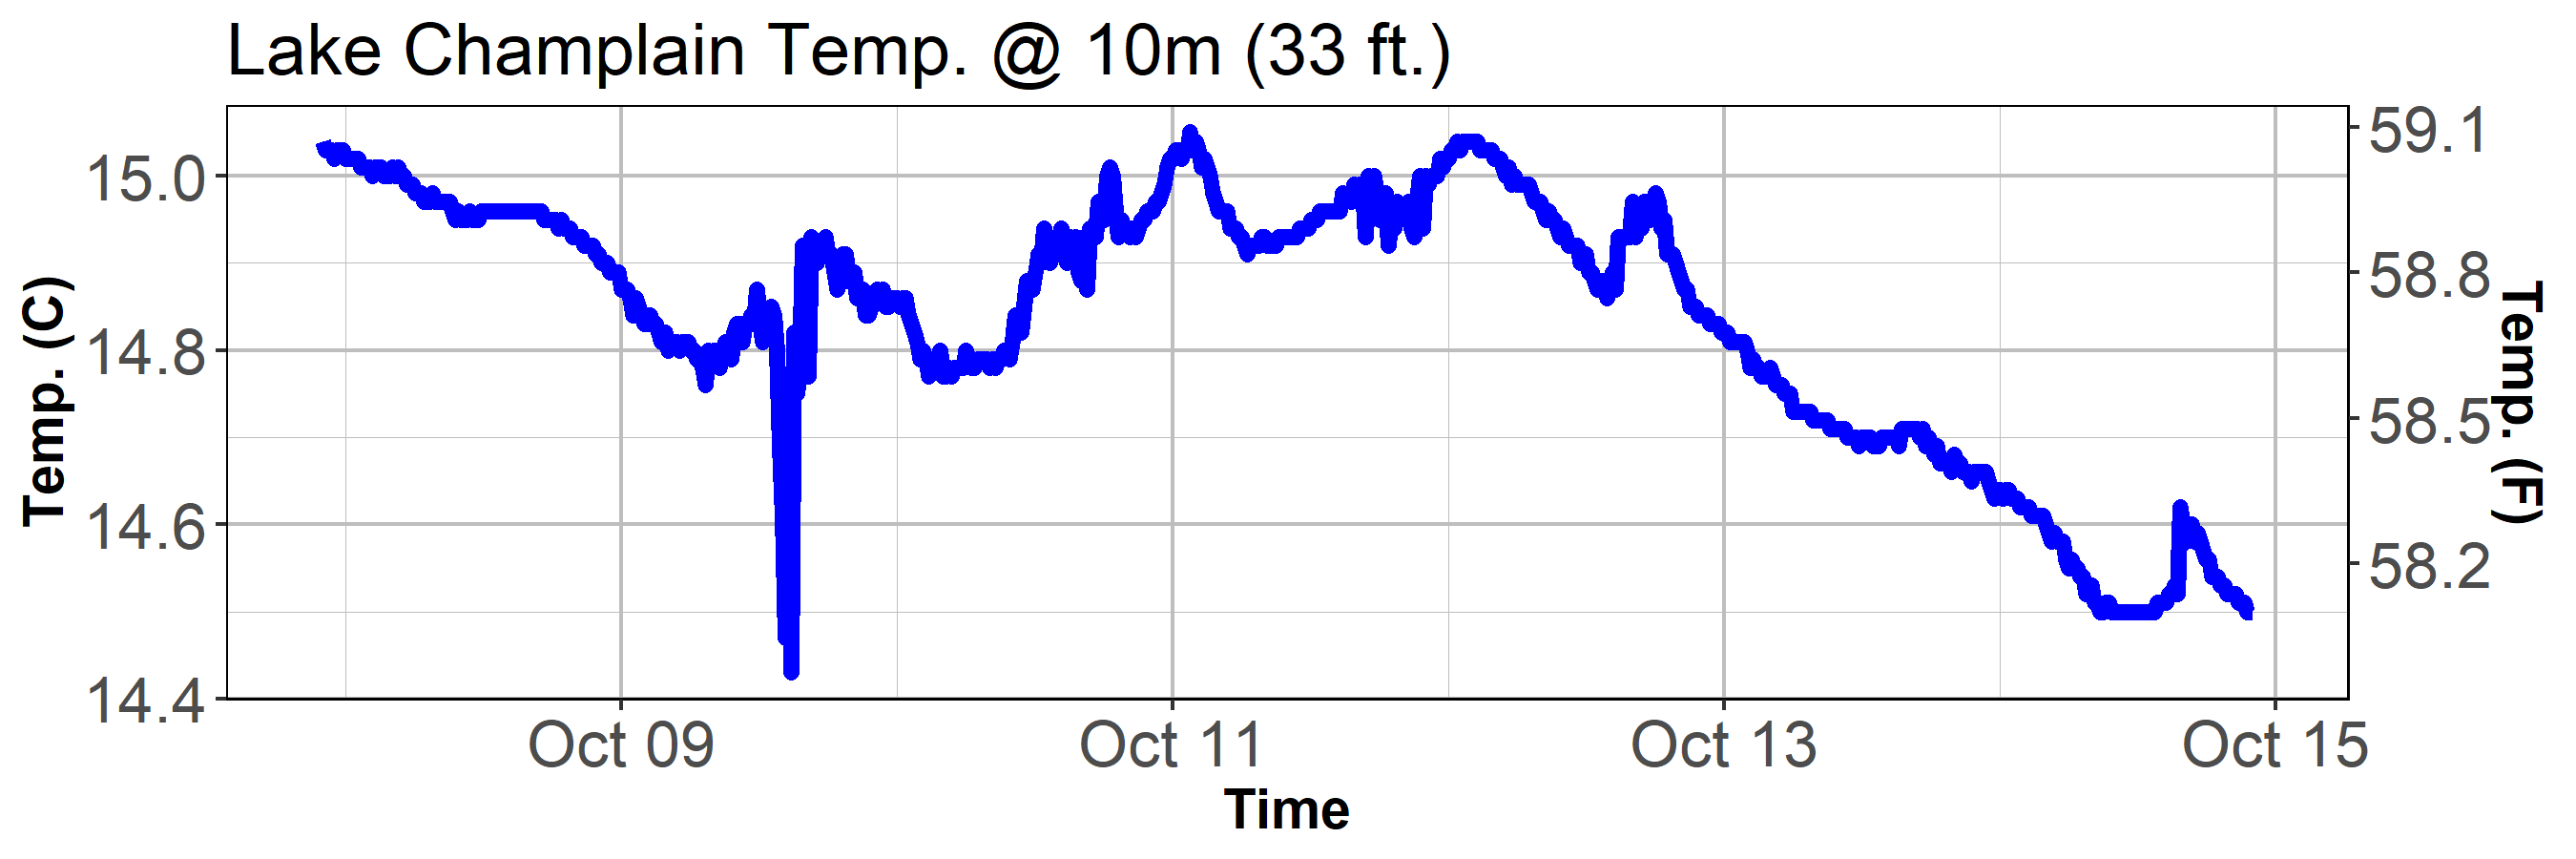 Lake Champlain Temp. @ 10m (33 ft.)
Temp. (C)
15.0
14.8
14.6
14.4
59.1
58.8
58.5
58.2
Temp. (F)
Oct 09
Oct 11
Oct 13
Oct 15
Time